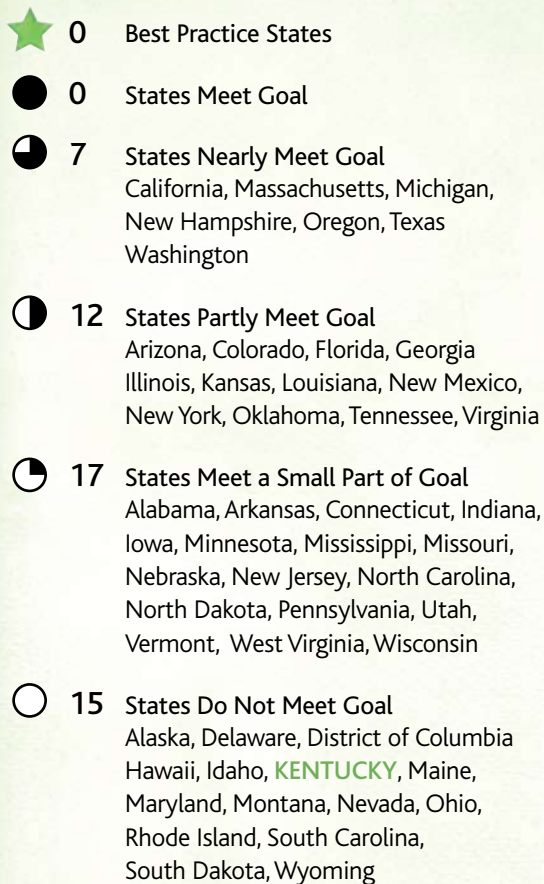 0 Best Practice States
0 States Meet Goal
7 States Nearly Meet Goal
California, Massachusetts, Michigan,
New Hampshire, Oregon, Texas
Washington
12 States Partly Meet Goal
Arizona, Colorado, Florida, Georgia
Illinois, Kansas, Louisiana, New Mexico,
New York, Oklahoma, Tennessee, Virginia
17 States Meet a Small Part of Goal
Alabama, Arkansas, Connecticut, Indiana,
Iowa, Minnesota, Mississippi, Missouri,
Nebraska, New Jersey, North Carolina,
North Dakota, Pennsylvania, Utah,
Vermont, West Virginia, Wisconsin
15 States Do Not Meet Goal
Alaska, Delaware, District of Columbia
Hawaii, Idaho, KENTUCKY, Maine,
Maryland, Montana, Nevada, Ohio,
Rhode Island, South Carolina,
South Dakota, Wyoming